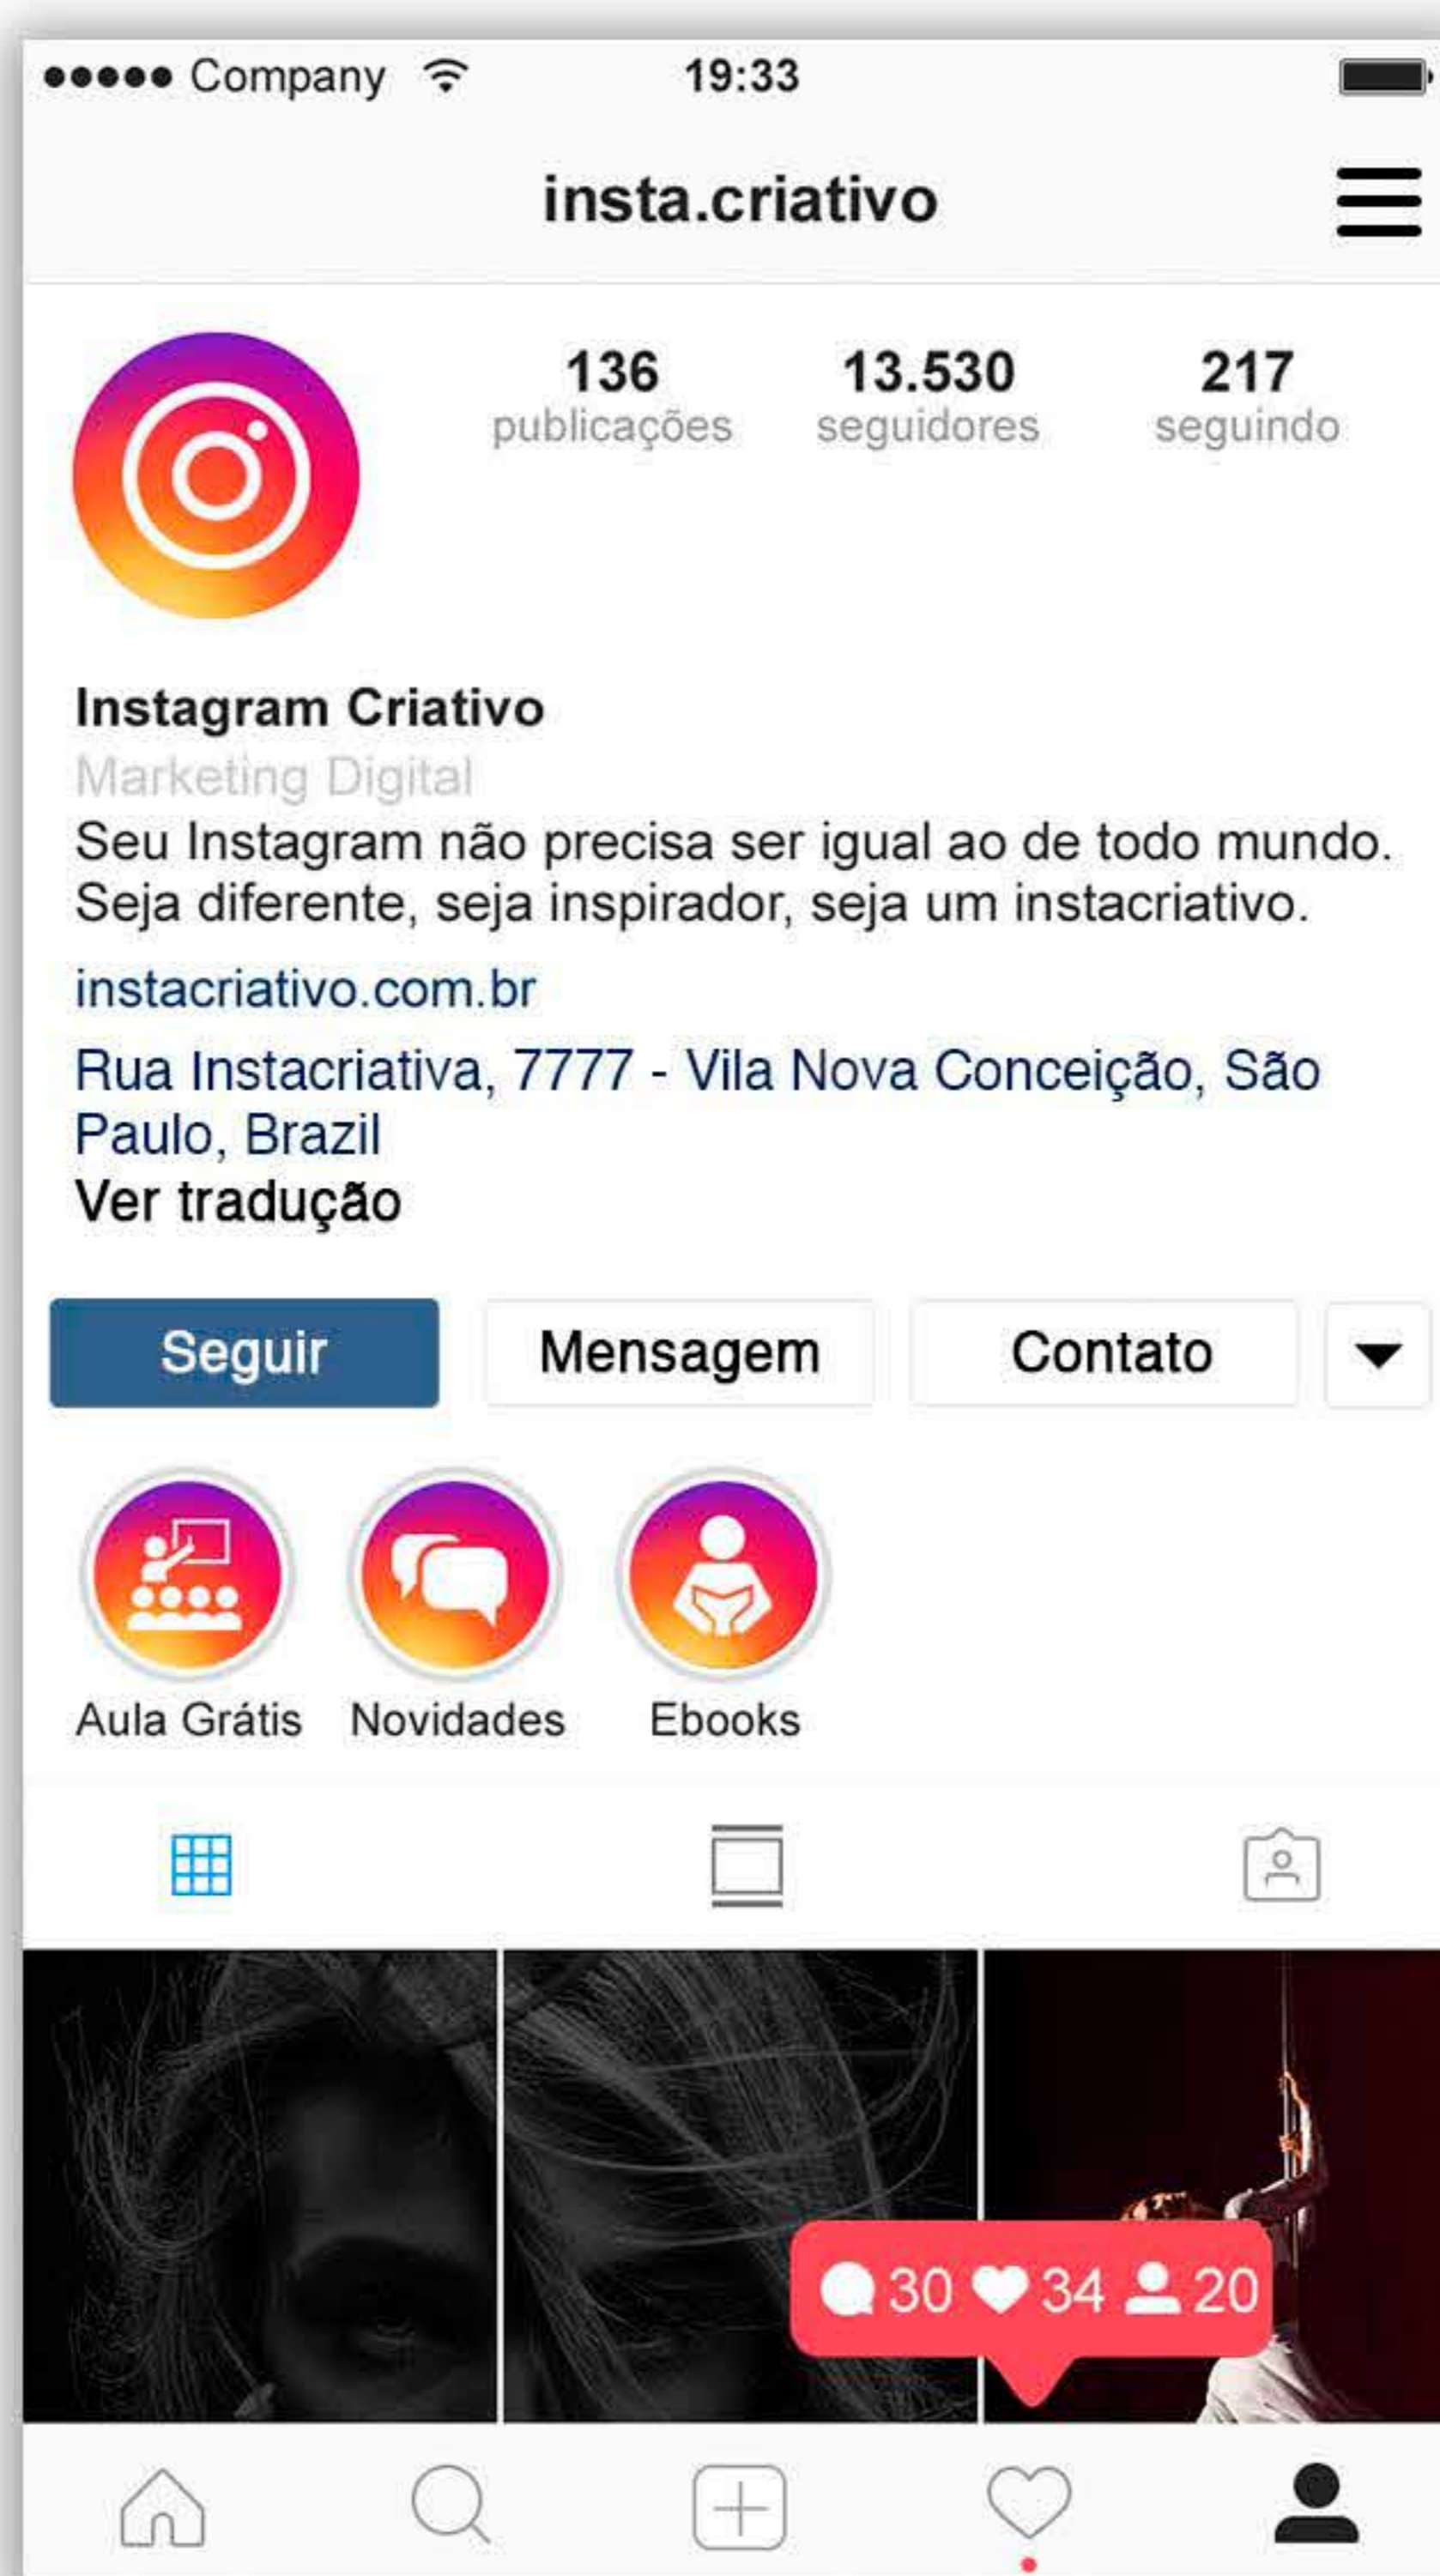 Company
19:33
insta.criativo
136
13.530
217
publicações
seguidores
seguindo
Instagram Criativo
Marketing Digital
Seu Instagram não precisa ser igual ao de todo mundo.
Seja diferente, seja inspirador, seja um instacriativo.
instacriativo.com.br
Rua Instacriativa, 7777 - Vila Nova Conceição, São
Paulo, Brazil
Ver tradução
Seguir
Mensagem
Contato
Aula Grátis
Novidades
Ebooks
30 34 20